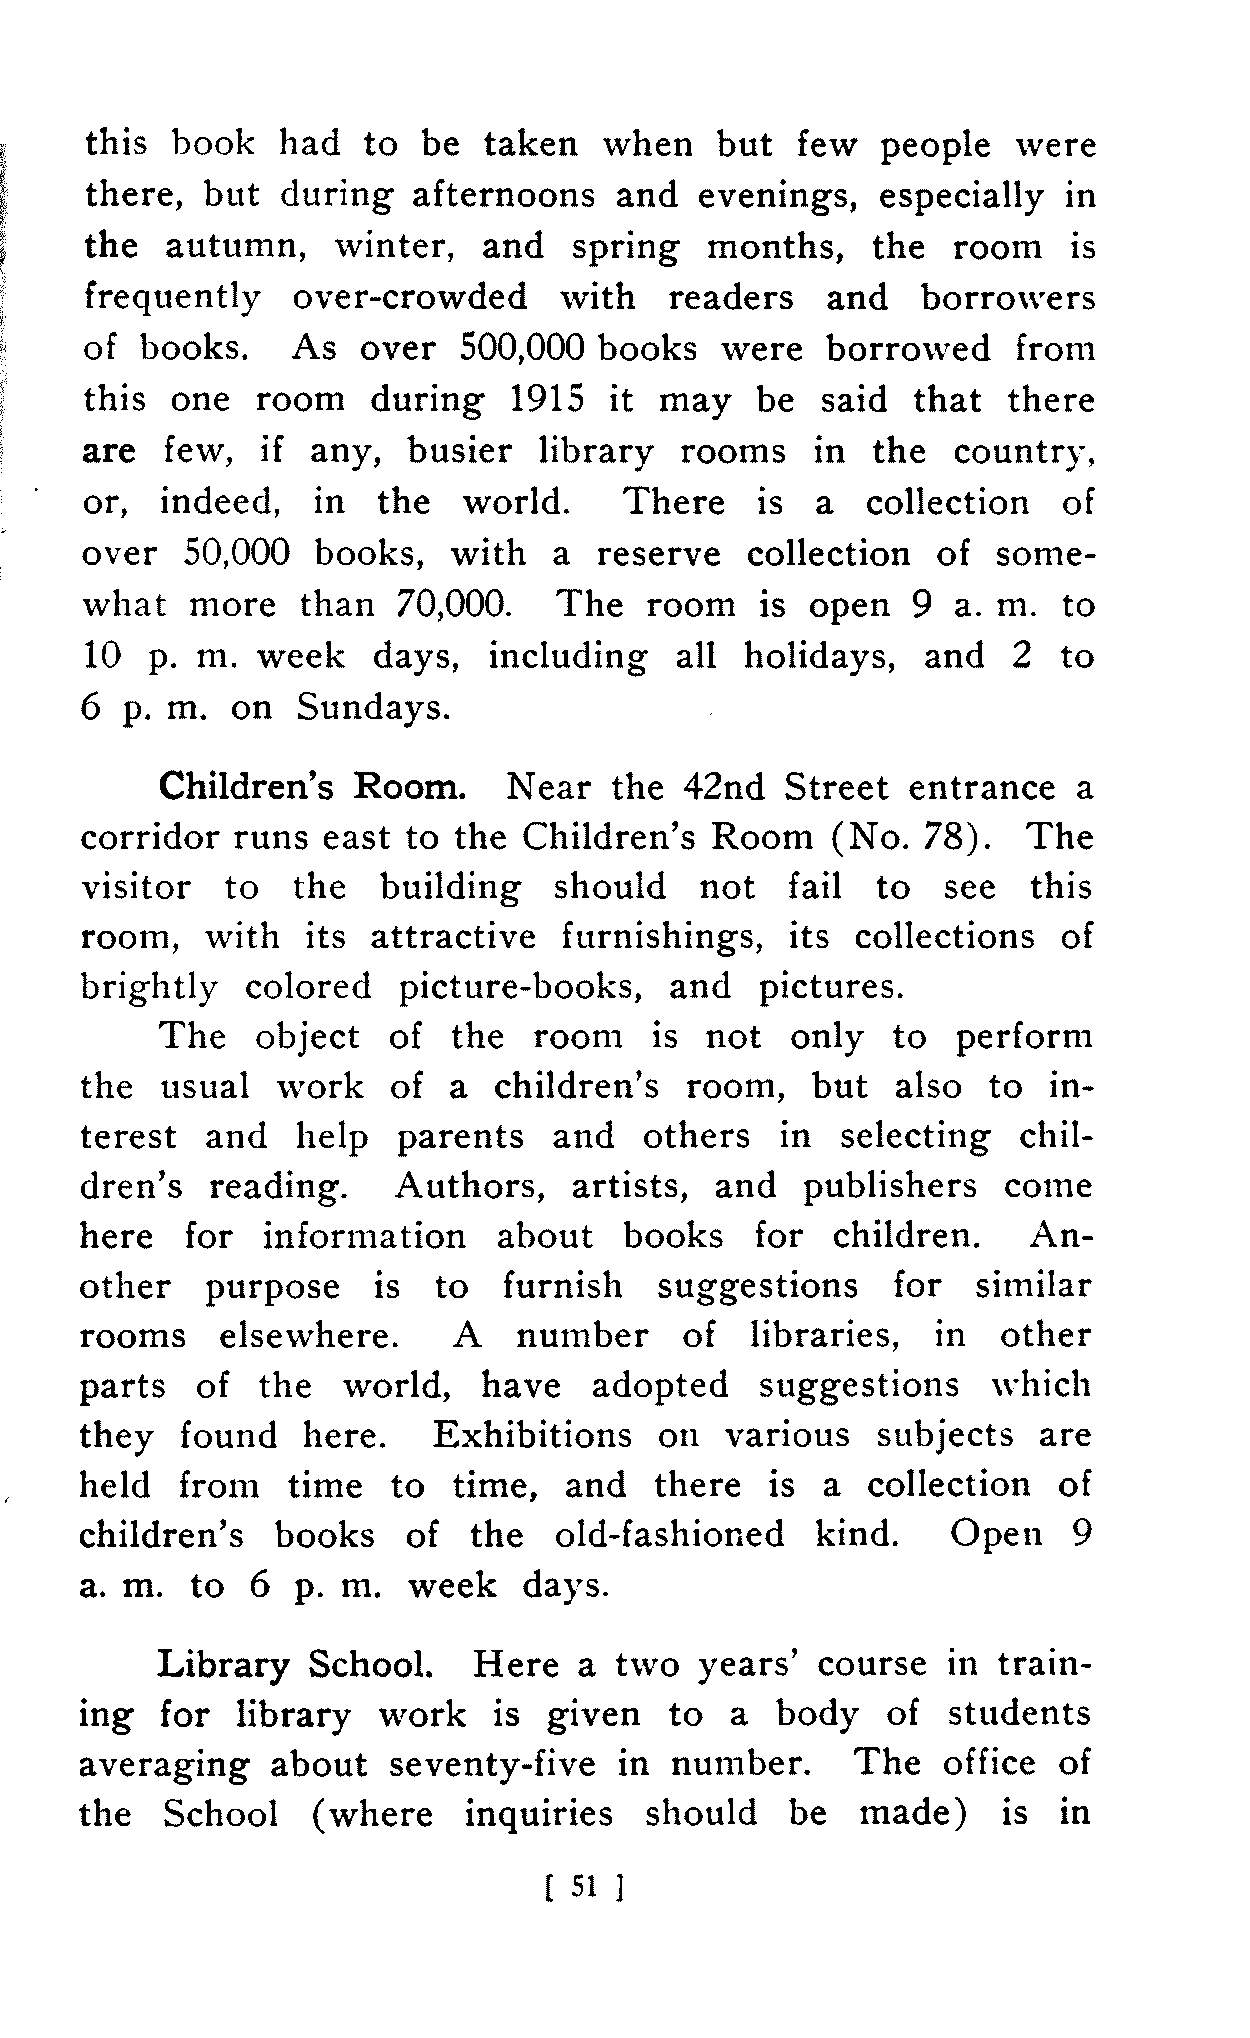 this book had to be taken when but few people were
there, but during afternoons and evenings, especially in
the autumn, winter, and spring months, the room is
frequently over-crowded with readers and borrowers
of books. As over 500,000 books were borrowed from
this one room during 1915 it may be said that there
are few, if any, busier library rooms in the country,
or, indeed, in the world. There is a collection of
over 50,000 books, with a reserve collection of some-
what more than 70,000. The room is open 9 a. m. to
10 p. m. week days, including all holidays, and 2 to
6 p. m. on Sundays.
Children's Room. Near the 42nd Street entrance a
corridor runs east to the Children's Room (No. 78). The
visitor to the building should not fail to see this
room, with its attractive furnishings, its collections of
brightly colored picture-books, and pictures.
The object of the room is not only to perform
the usual work of a children's room, but also to in-
terest and help parents and others in selecting chil-
dren's reading. Authors, artists, and publishers come
here for information about books for children. An-
other purpose is to furnish suggestions for similar
rooms elsewhere. A number of libraries, in other
parts of the world, have adopted suggestions which
they found here. Exhibitions on various subjects are
held from time to time, and there is a collection of
children's books of the old-fashioned kind. Open 9
a. m. to 6 p. m. week days.
Library School. Here a two years' course in train-
ing for library work is given to a body of students
averaging about seventy-five in number. The office of
the School (where inquiries should be made) is in
[ 51 ]